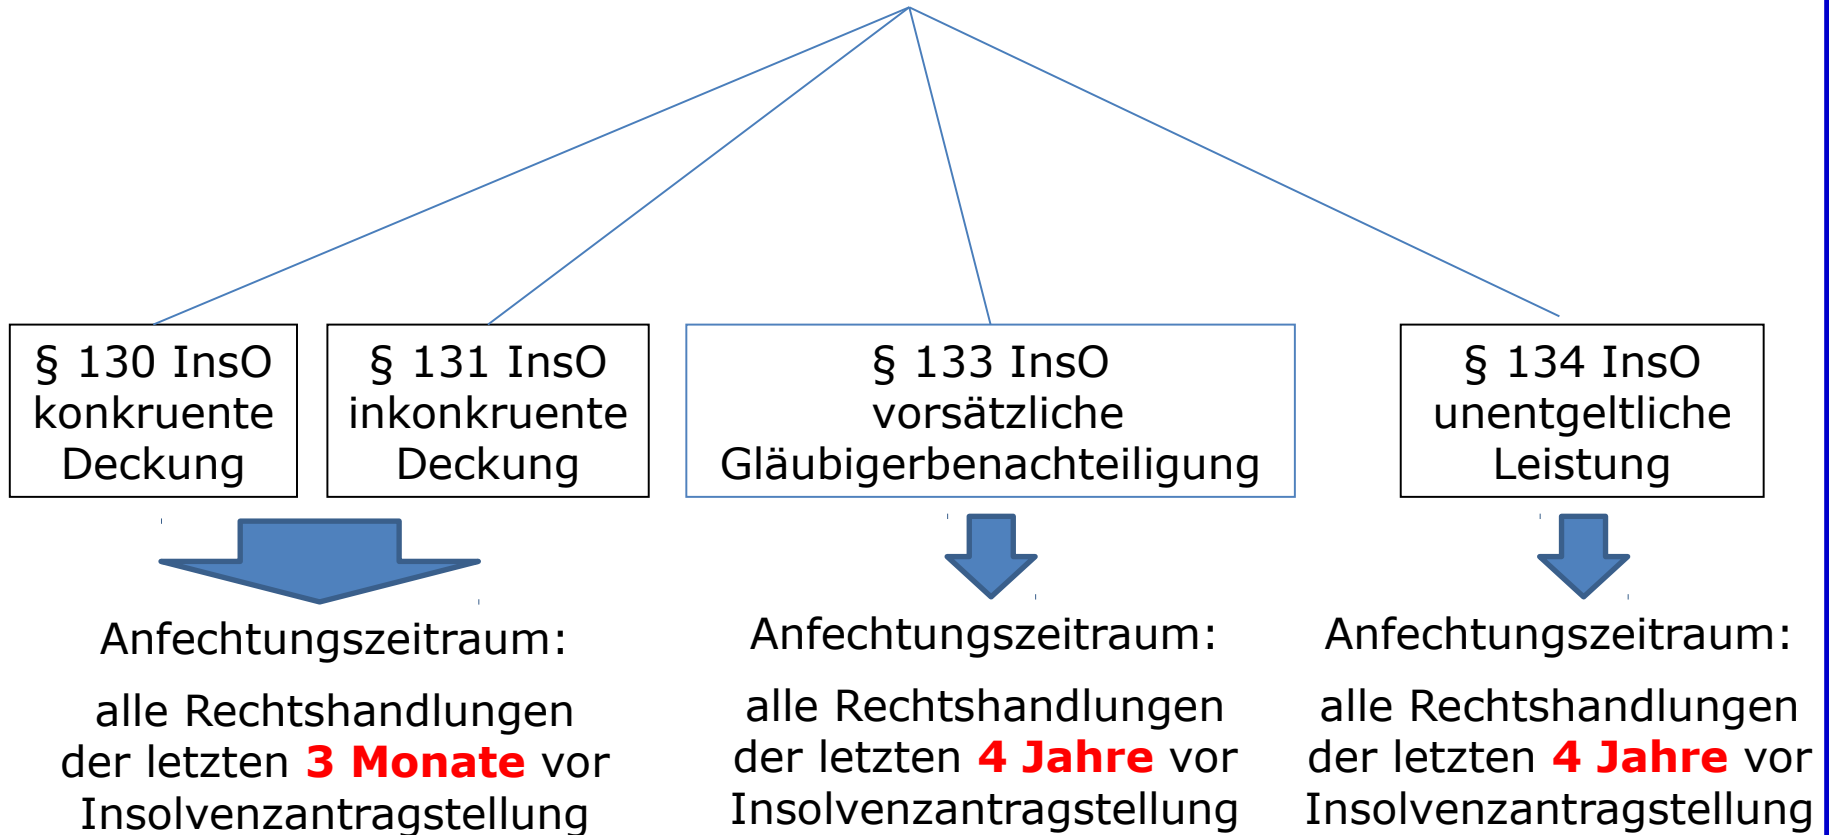 § 130 InsO
konkruente
Deckung
§ 131 InsO
inkonkruente
Deckung
§ 133 InsO
vorsätzliche
Gläubigerbenachteiligung
§ 134 InsO
unentgeltliche
Leistung
Anfechtungszeitraum:
alle Rechtshandlungen
der letzten 3 Monate vor
Insolvenzantragstellung
Anfechtungszeitraum:
alle Rechtshandlungen
der letzten 4 Jahre vor
Insolvenzantragstellung
Anfechtungszeitraum:
alle Rechtshandlungen
der letzten 4 Jahre vor
Insolvenzantragstellung